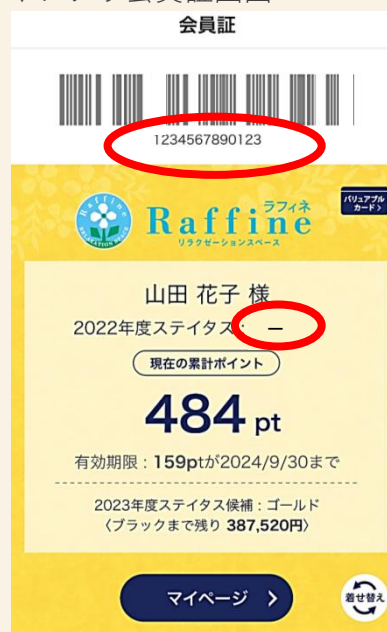 会員証
1234567890123
Raffine
RELAXATION SPACE
Raffine
ラフィネ
リラクゼーションスペース
バリュアブル
カード>
山田 花子 様
2022年度ステイタス: −
現在の累計ポイント
484 pt
有効期限:159ptが2024/9/30まで
2023年度ステイタス候補:ゴールド
〈ブラックまで残り 387,520円〉
マイページ >
着せ替え